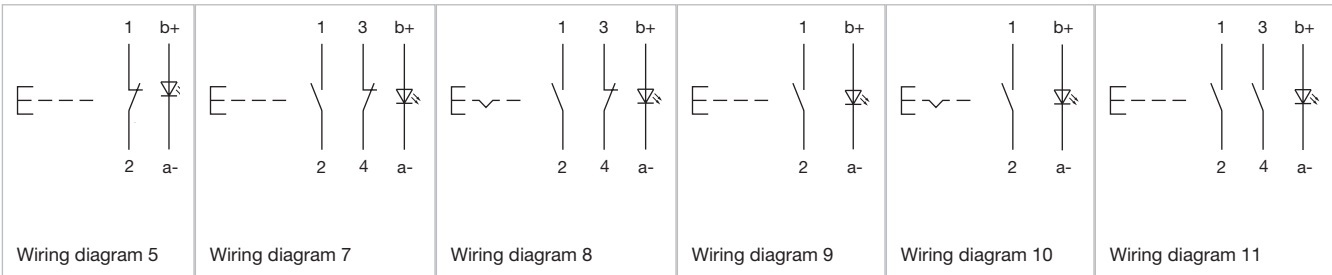 1 b+
2 a-
Wiring diagram 5
1 3 b+
2 4 a-
Wiring diagram 7
1 3 b+
2 4 a-
Wiring diagram 8
1 b+
2 a-
Wiring diagram 9
1 b+
2 a-
Wiring diagram 10
1 3 b+
2 4 a-
Wiring diagram 11